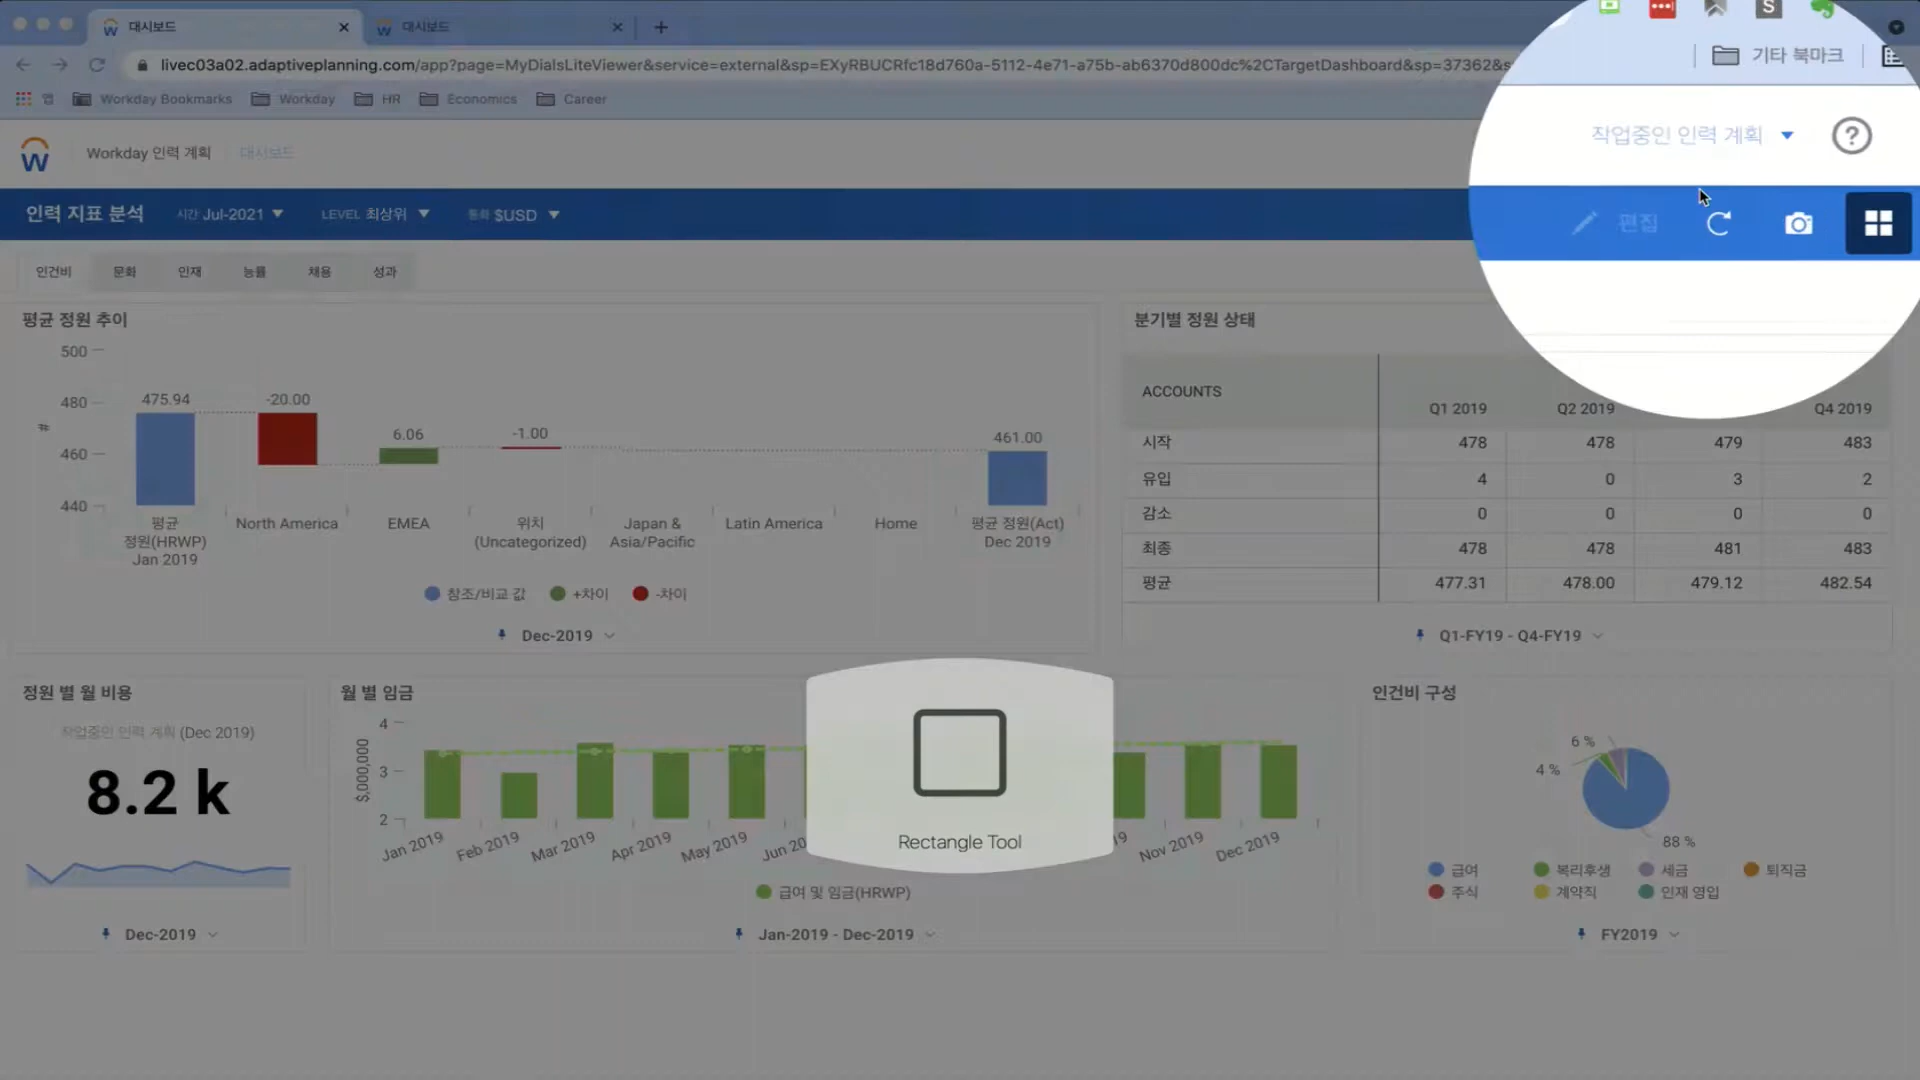 대시보드
대시보드
livec03a02.adaptiveplanning.com/app?page=MyDialsLiteViewer&service=external&sp=EXyRBUCRfc18d760a-5112-4e71-a75b-ab6370d800dc%2CTargetDashboard&sp=37362&s
앱 Workday Bookmarks Workday HR Economics Career
기타 북마크
Workday 인력 계획 대시보드
작업중인 인력 계획
인력 지표 분석 시간 Jul-2021 LEVEL 최상위 통화 $USD
편집
인건비 문화 인재 능률 채용 성과
평균 정원 추이
500
480
460
440
#
475.94 -20.00 6.06 -1.00 461.00
평균
정원(HRWP)
Jan 2019
North America
EMEA
위치
(Uncategorized)
Japan &
Asia/Pacific
Latin America
Home
평균 정원(Act)
Dec 2019
참조/비교 값 +차이 -차이
Dec-2019
분기별 정원 상태
ACCOUNTS Q1 2019 Q2 2019 Q4 2019
시작 478 478 479 483
유입 4 0 3 2
감소 0 0 0 0
최종 478 478 481 483
평균 477.31 478.00 479.12 482.54
Q1-FY19 - Q4-FY19
정원 별 월 비용
작업중인 인력 계획 (Dec 2019)
8.2 k
Dec-2019
월 별 임금
4
3
2
$,000,000
Jan 2019 Feb 2019 Mar 2019 Apr 2019 May 2019 Jun 20
19 Nov 2019 Dec 2019
급여 및 임금(HRWP)
Jan-2019 - Dec-2019
Rectangle Tool
인건비 구성
6 %
4 %
88 %
급여 복리후생 세금 퇴직금
주식 계약직 인재 영입
FY2019